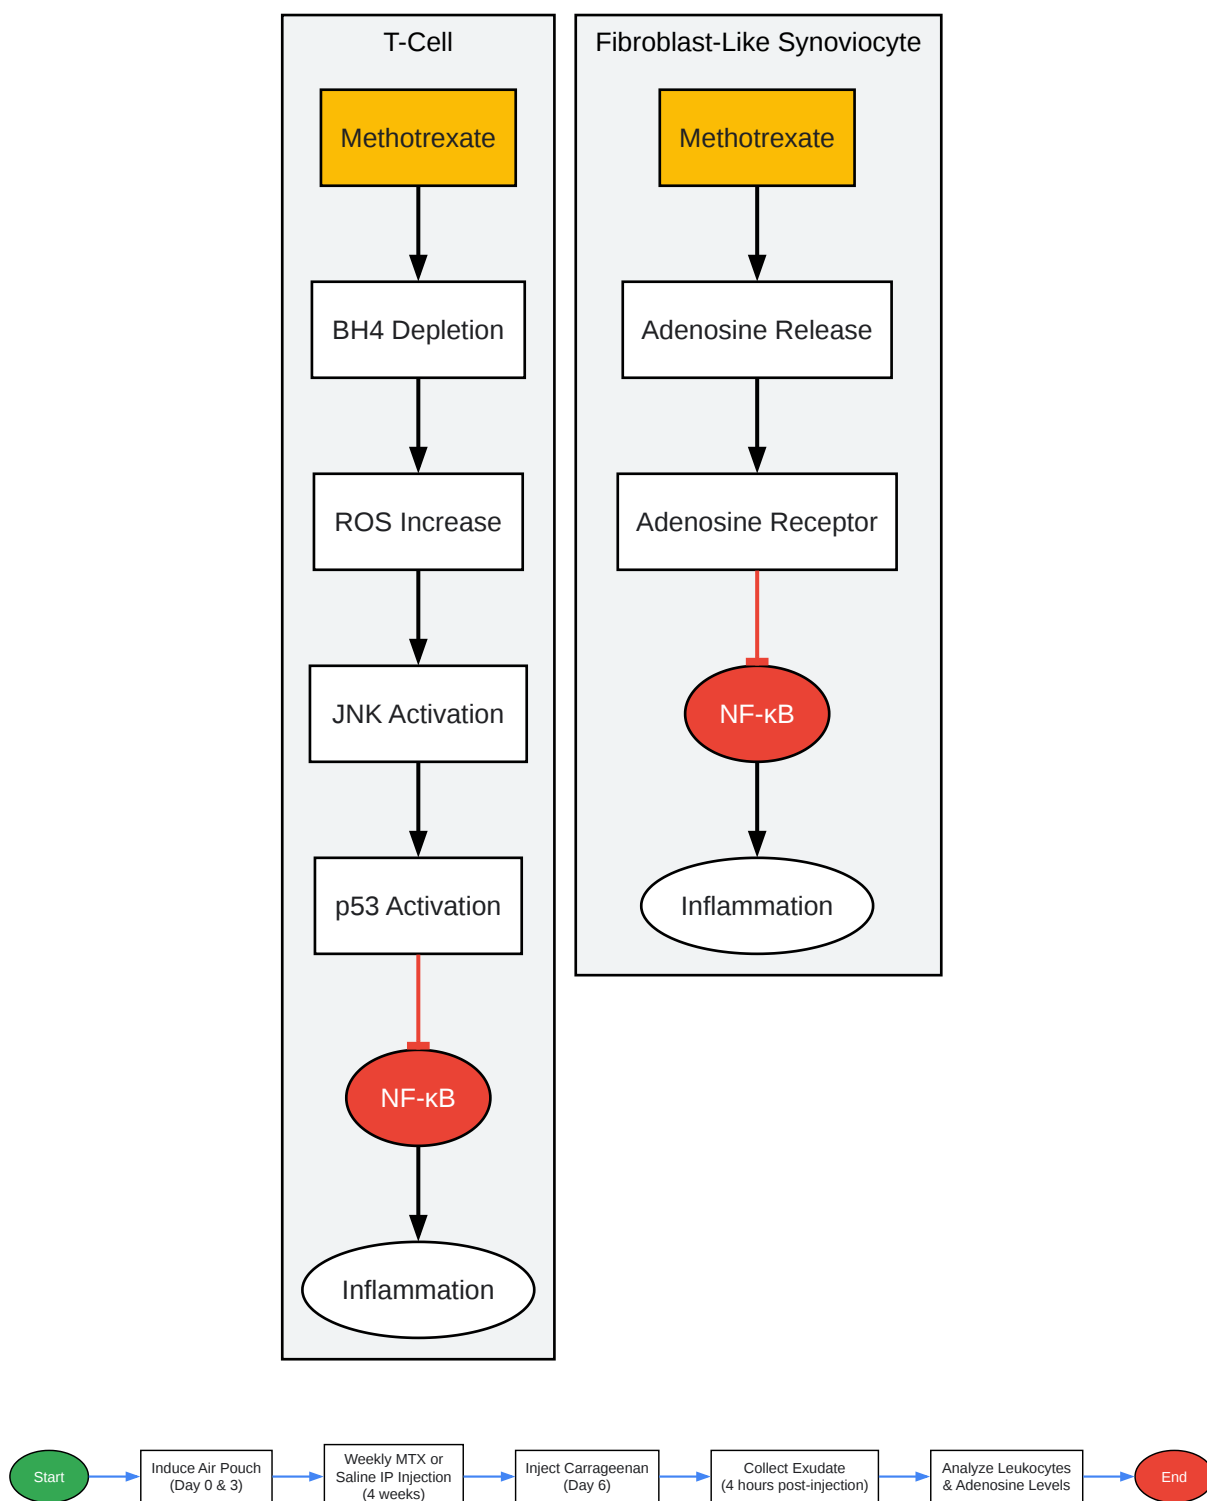 T-Cell
Methotrexate
BH4 Depletion
ROS Increase
JNK Activation
p53 Activation
NF-κB
Inflammation
Fibroblast-Like Synoviocyte
Methotrexate
Adenosine Release
Adenosine Receptor
NF-κB
Inflammation
Start
Induce Air Pouch
(Day 0 & 3)
Weekly MTX or
Saline IP Injection
(4 weeks)
Inject Carrageenan
(Day 6)
Collect Exudate
(4 hours post-injection)
Analyze Leukocytes
& Adenosine Levels
End